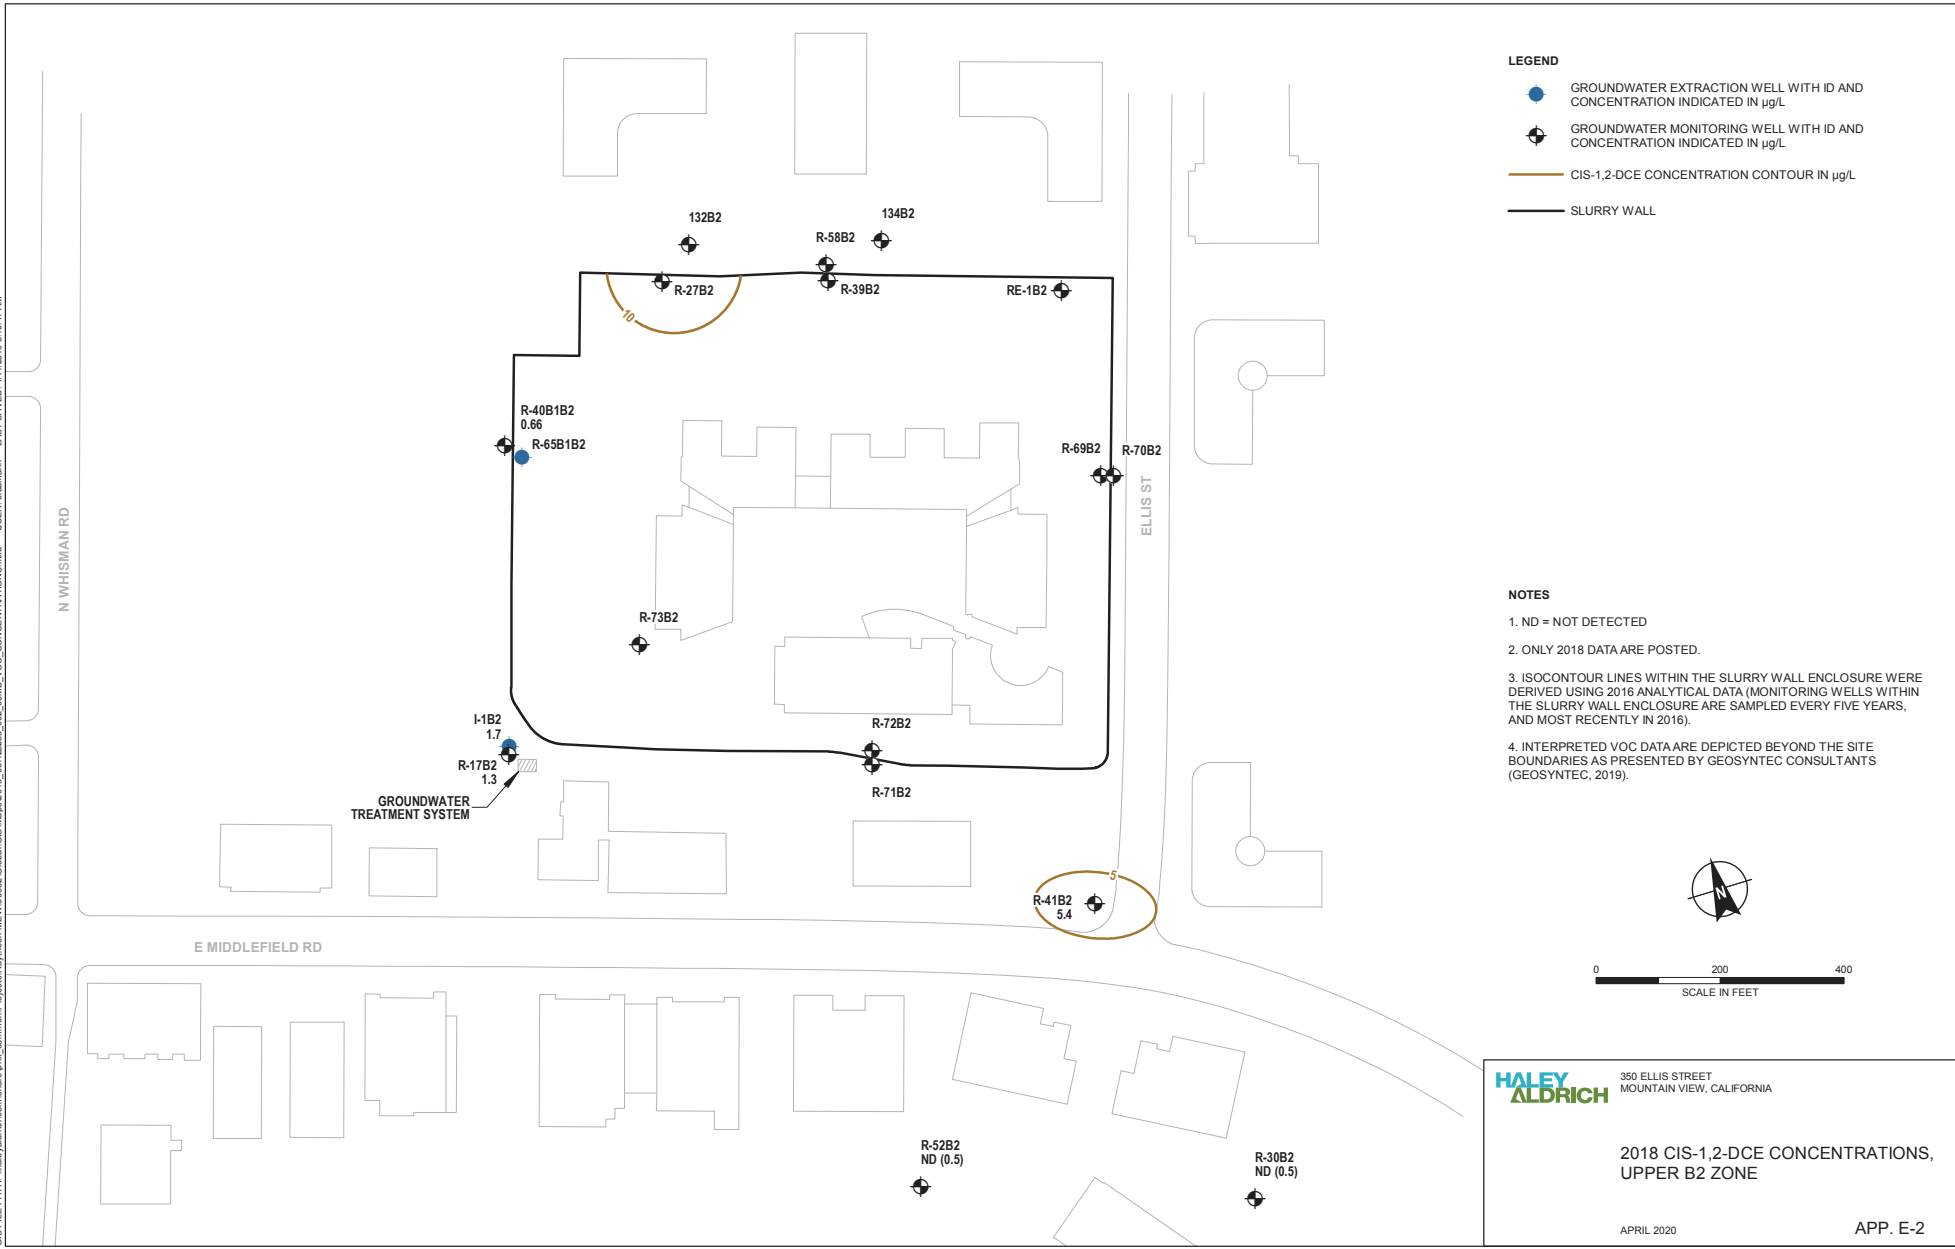 LEGEND
GROUNDWATER EXTRACTION WELL WITH ID AND
CONCENTRATION INDICATED IN µg/L
GROUNDWATER MONITORING WELL WITH ID AND
CONCENTRATION INDICATED IN µg/L
CIS-1,2-DCE CONCENTRATION CONTOUR IN µg/L
SLURRY WALL
132B2
134B2
R-58B2
R-27B2
R-39B2
RE-1B2
10
R-40B1B2
0.66
R-65B1B2
R-69B2
R-70B2
ELLIS ST
N WHISMAN RD
R-73B2
I-1B2
1.7
R-17B2
1.3
R-72B2
R-71B2
GROUNDWATER
TREATMENT SYSTEM
5
R-41B2
5.4
E MIDDLEFIELD RD
R-52B2
ND (0.5)
R-30B2
ND (0.5)
NOTES
1. ND = NOT DETECTED
2. ONLY 2018 DATA ARE POSTED.
3. ISOCONTOUR LINES WITHIN THE SLURRY WALL ENCLOSURE WERE
DERIVED USING 2016 ANALYTICAL DATA (MONITORING WELLS WITHIN
THE SLURRY WALL ENCLOSURE ARE SAMPLED EVERY FIVE YEARS,
AND MOST RECENTLY IN 2016).
4. INTERPRETED VOC DATA ARE DEPICTED BEYOND THE SITE
BOUNDARIES AS PRESENTED BY GEOSYNTEC CONSULTANTS
(GEOSYNTEC, 2019).
N
0 200 400
SCALE IN FEET
HALEY
ALDRICH
350 ELLIS STREET
MOUNTAIN VIEW, CALIFORNIA
2018 CIS-1,2-DCE CONCENTRATIONS,
UPPER B2 ZONE
APRIL 2020
APP. E-2